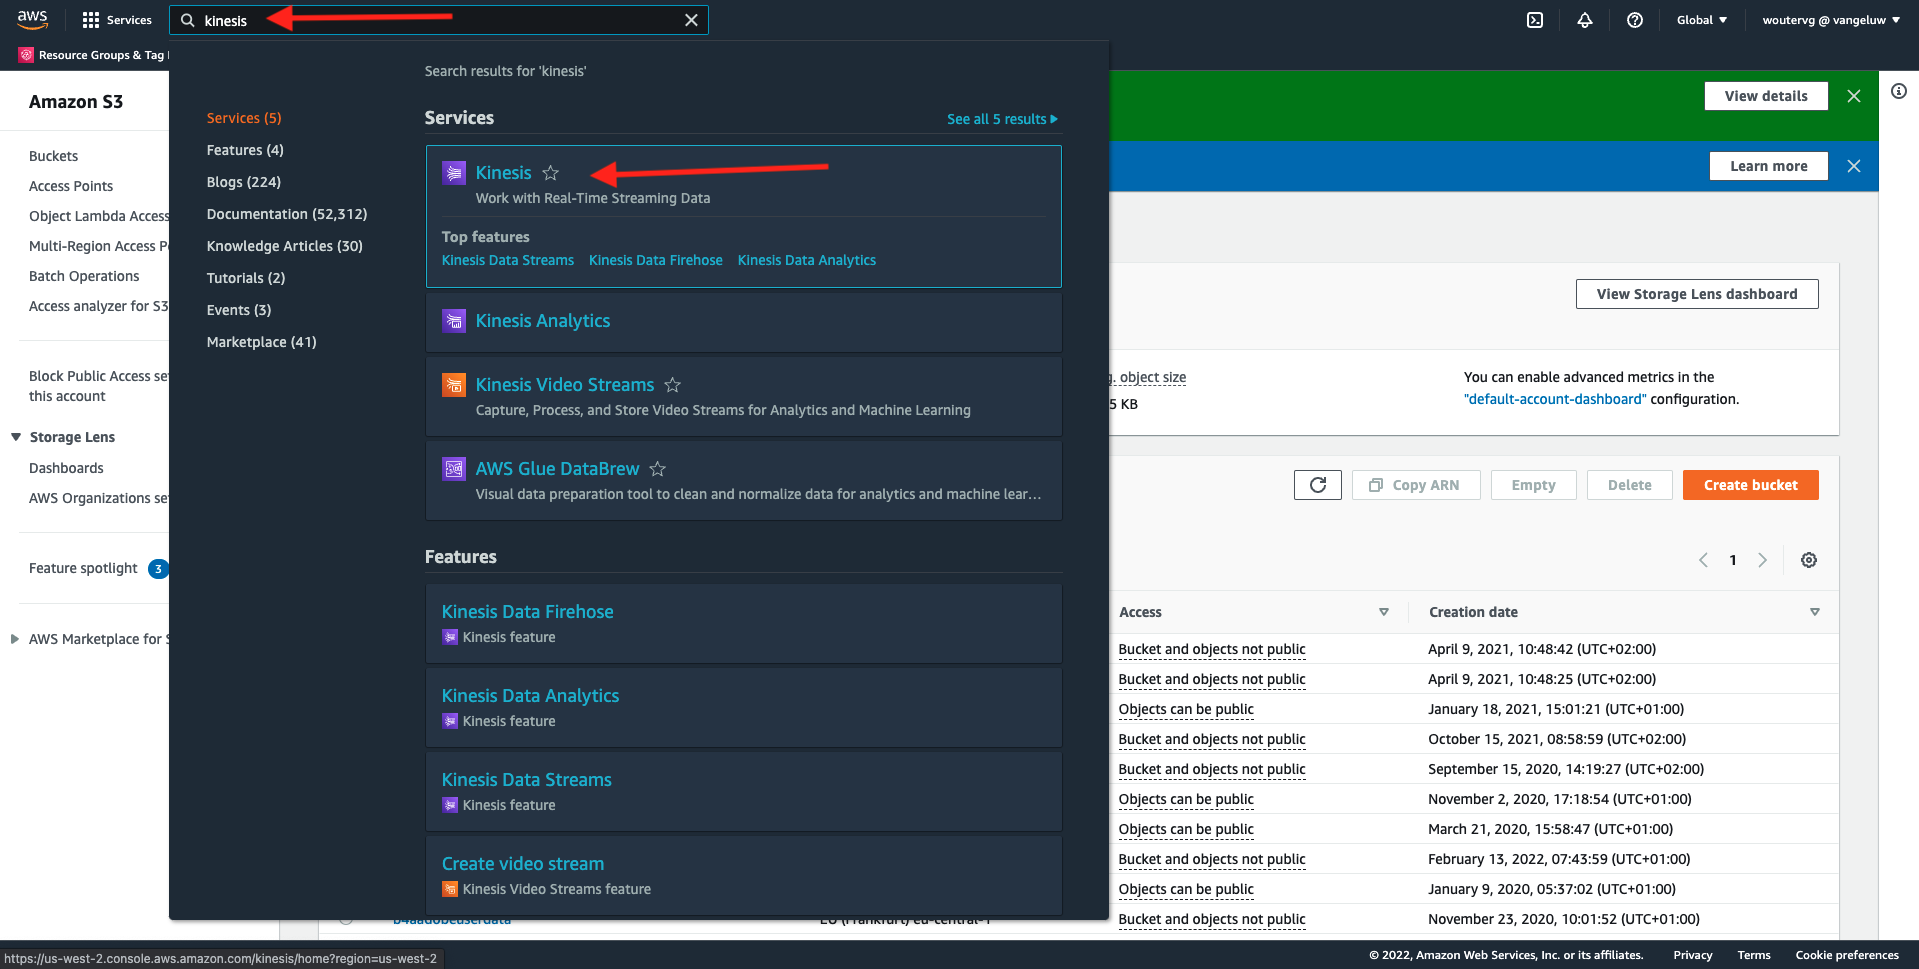 aws
Services
kinesis
Global
woutervg @ vangeluw
Resource Groups & Tag
Amazon S3
Buckets
Access Points
Object Lambda Access
Multi-Region Access
Batch Operations
Access analyzer for S3
Block Public Access
this account
Storage Lens
Dashboards
AWS Organizations
Feature spotlight 3
AWS Marketplace for
Search results for 'kinesis'
Services (5)
Features (4)
Blogs (224)
Documentation (52,312)
Knowledge Articles (30)
Tutorials (2)
Events (3)
Marketplace (41)
Services
See all 5 results
Kinesis
Work with Real-Time Streaming Data
Top features
Kinesis Data Streams Kinesis Data Firehose Kinesis Data Analytics
Kinesis Analytics
Kinesis Video Streams
Capture, Process, and Store Video Streams for Analytics and Machine Learning
AWS Glue DataBrew
Visual data preparation tool to clean and normalize data for analytics and machine lear...
Features
Kinesis Data Firehose
Kinesis feature
Kinesis Data Analytics
Kinesis feature
Kinesis Data Streams
Kinesis feature
Create video stream
Kinesis Video Streams feature
View details
Learn more
View Storage Lens dashboard
object size
5 KB
You can enable advanced metrics in the
"default-account-dashboard" configuration.
Copy ARN Empty Delete Create bucket
1
Access Creation date
Bucket and objects not public April 9, 2021, 10:48:42 (UTC+02:00)
Bucket and objects not public April 9, 2021, 10:48:25 (UTC+02:00)
Objects can be public January 18, 2021, 15:01:21 (UTC+01:00)
Bucket and objects not public October 15, 2021, 08:58:59 (UTC+02:00)
Bucket and objects not public September 15, 2020, 14:19:27 (UTC+02:00)
Objects can be public November 2, 2020, 17:18:54 (UTC+01:00)
Objects can be public March 21, 2020, 15:58:47 (UTC+01:00)
Bucket and objects not public February 13, 2022, 07:43:59 (UTC+01:00)
Objects can be public January 9, 2020, 05:37:02 (UTC+01:00)
Bucket and objects not public November 23, 2020, 10:01:52 (UTC+01:00)
https://us-west-2.console.aws.amazon.com/kinesis/home?region=us-west-2
© 2022, Amazon Web Services, Inc. or its affiliates. Privacy Terms Cookie preferences